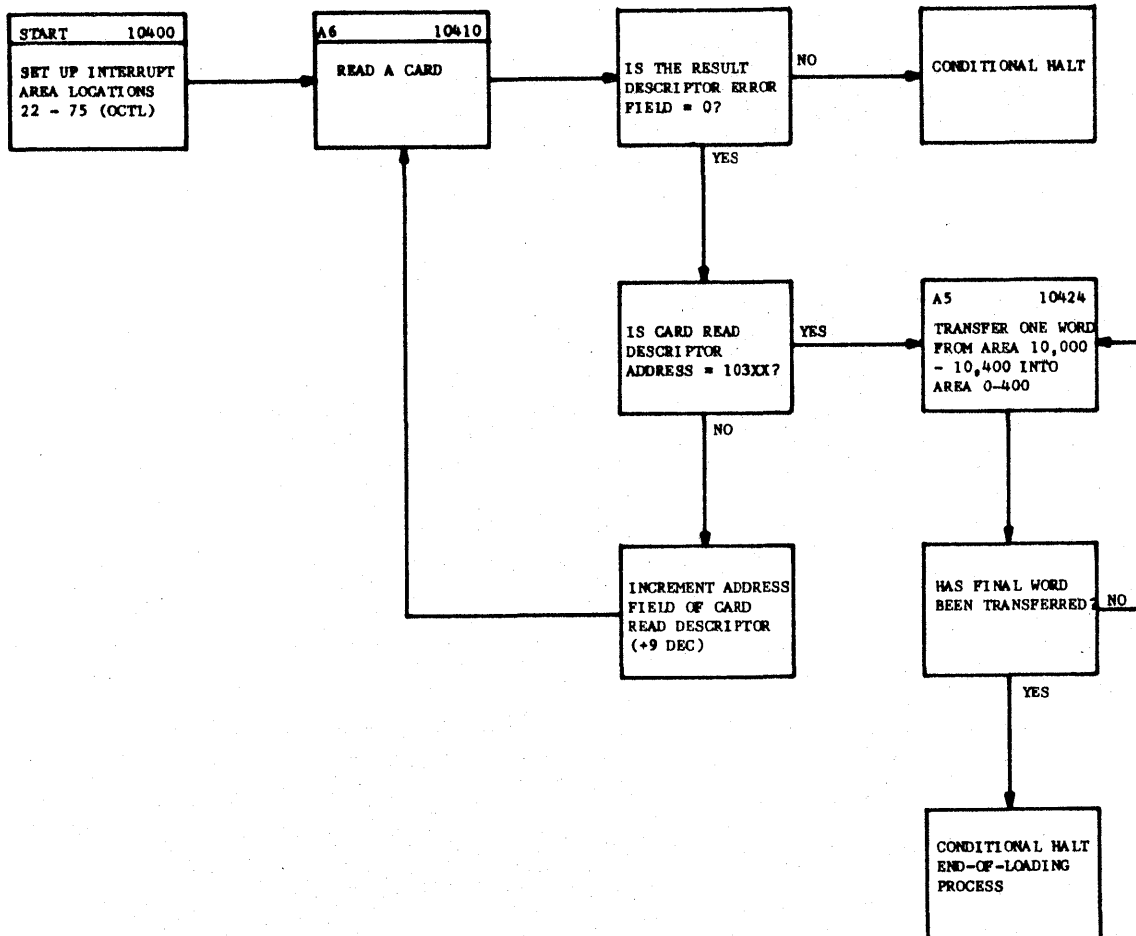 START 10400
SET UP INTERRUPT
AREA LOCATIONS
22 - 75 (OCTL)
A6 10410
READ A CARD
IS THE RESULT
DESCRIPTOR ERROR
FIELD = 0?
NO
CONDITIONAL HALT
YES
IS CARD READ
DESCRIPTOR
ADDRESS = 103XX?
YES
A5 10424
TRANSFER ONE WORD
FROM AREA 10,000
- 10,400 INTO
AREA 0-400
NO
INCREMENT ADDRESS
FIELD OF CARD
READ DESCRIPTOR
(+9 DEC)
HAS FINAL WORD
BEEN TRANSFERRED?
NO
YES
CONDITIONAL HALT
END-OF-LOADING
PROCESS